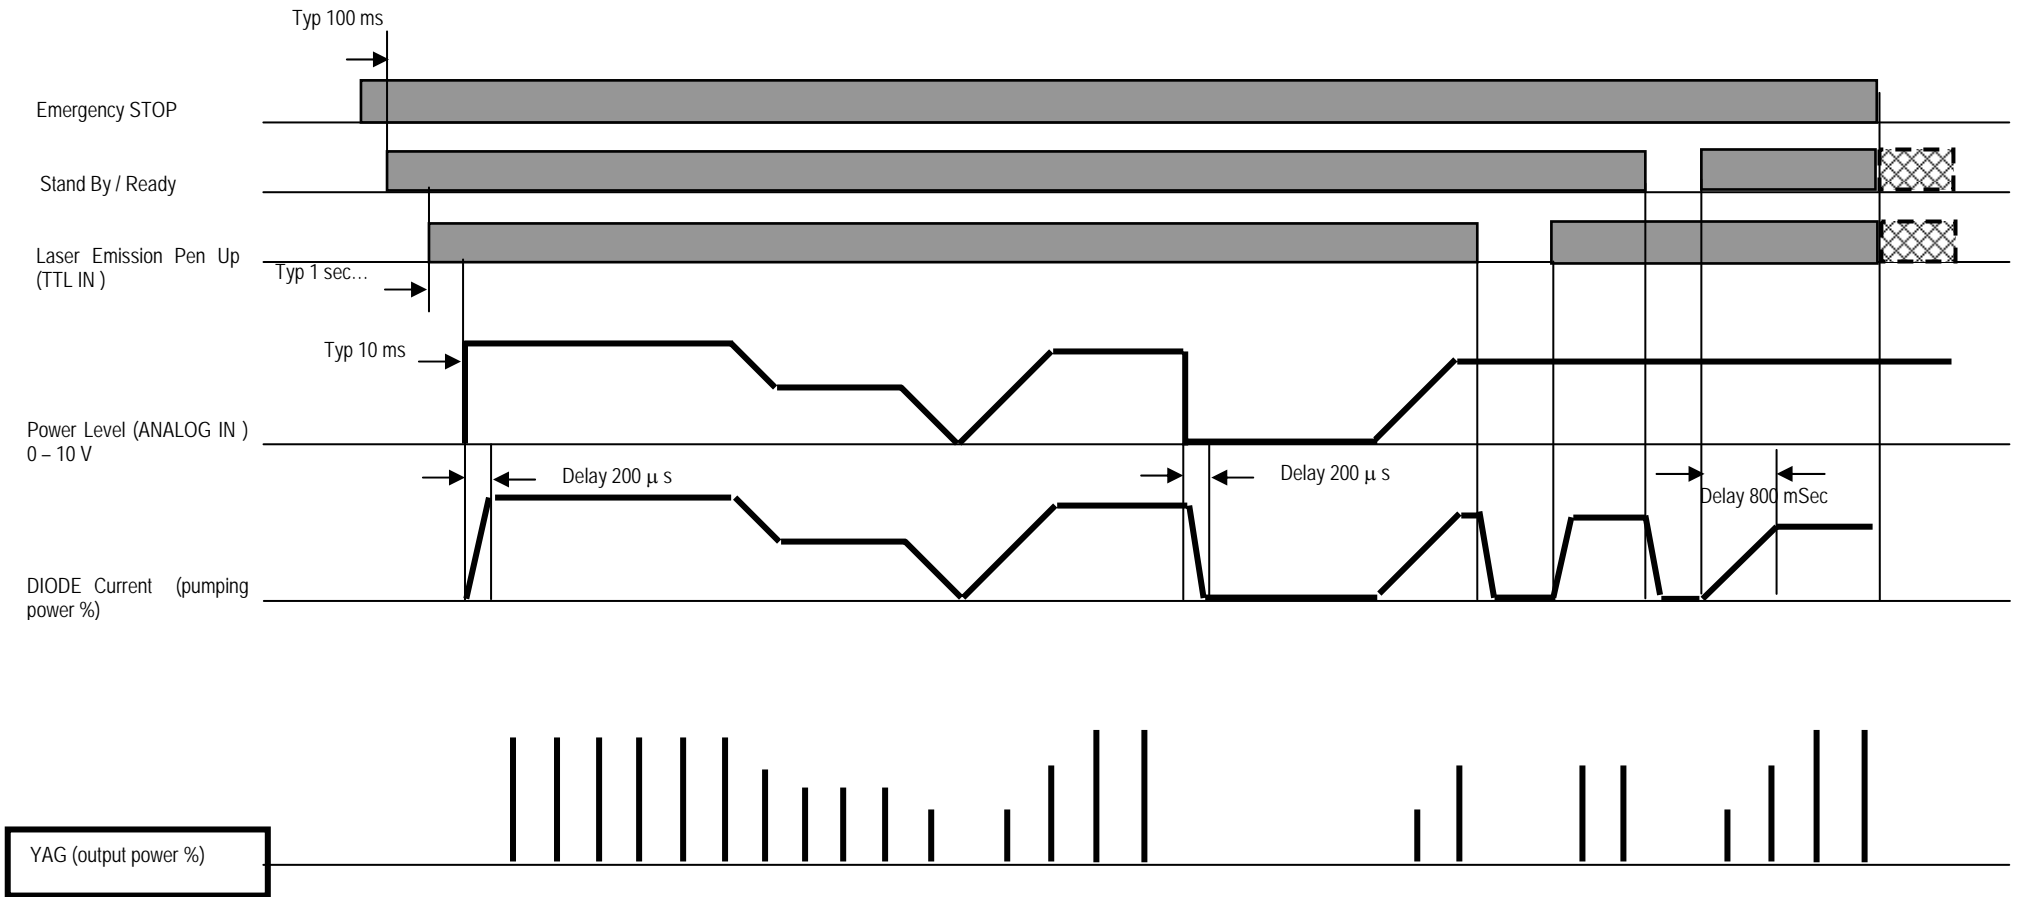 Typ 100 ms
Emergency STOP
Stand By / Ready
Laser Emission Pen Up
(TTL IN )
Typ 1 sec…
Typ 10 ms
Power Level (ANALOG IN )
0 – 10 V
Delay 200 μ s
Delay 200 μ s
Delay 800 mSec
DIODE Current (pumping
power %)
YAG (output power %)